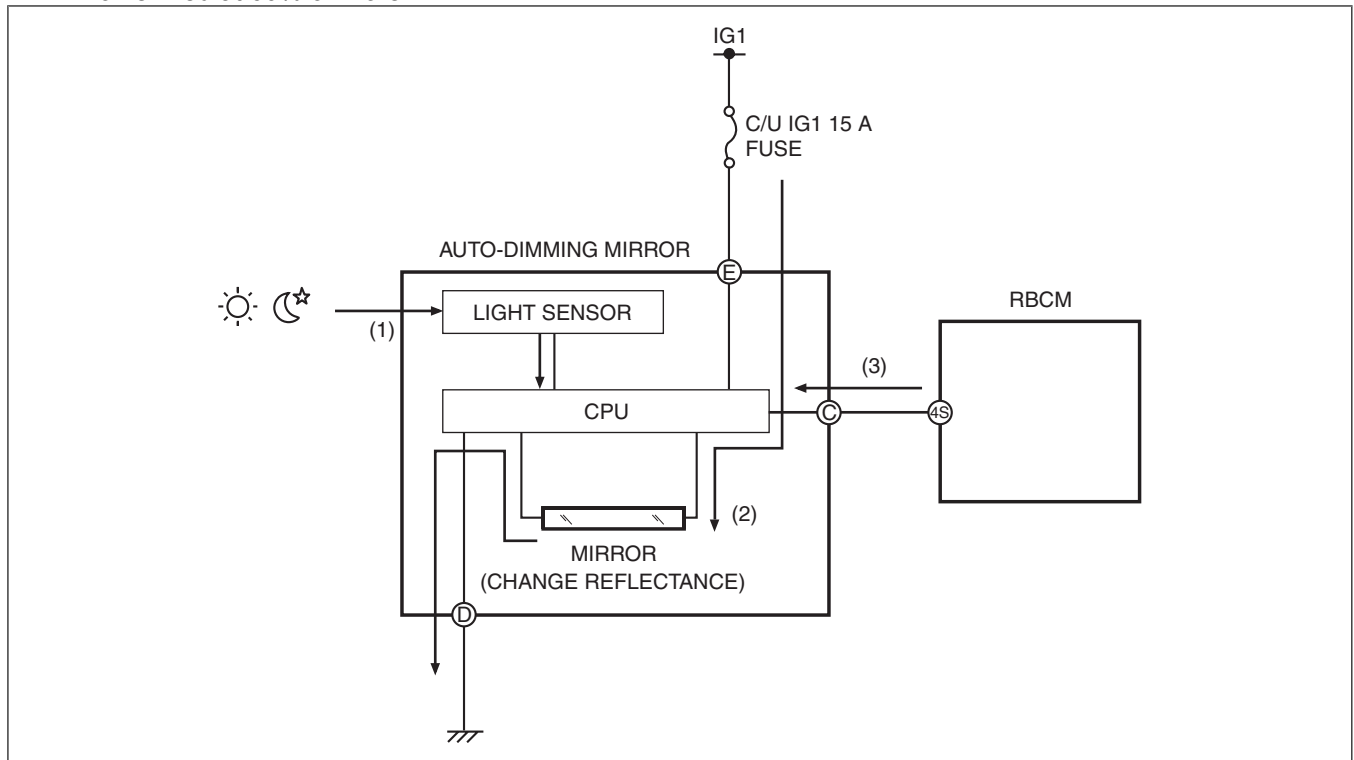 IG1
C/U IG1 15 A
FUSE
AUTO-DIMMING MIRROR
E
LIGHT SENSOR
(1)
RBCM
(3)
CPU
C
4S
(2)
MIRROR
(CHANGE REFLECTANCE)
D